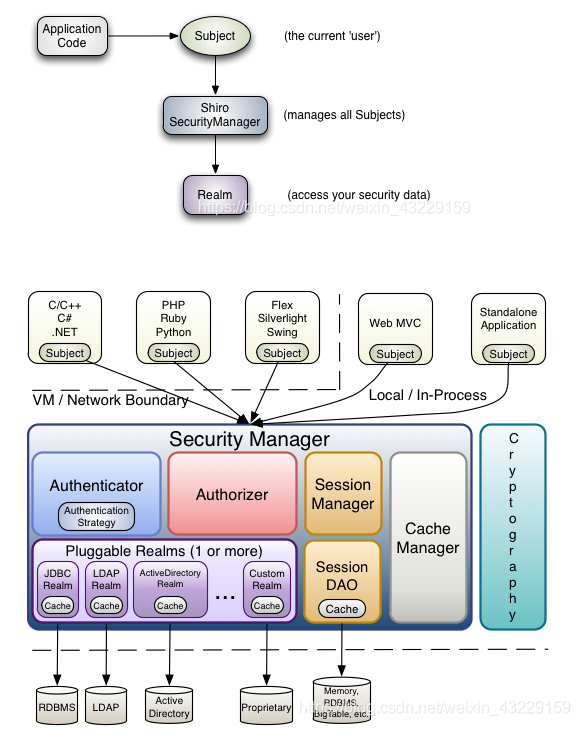 Application
Code
Subject
(the current 'user')
Shiro
SecurityManager
(manages all Subjects)
Realm
(access your security data)
https://blog.csdn.net/weixin_43229159
C/C++
C#
.NET
Subject
PHP
Ruby
Python
Subject
Flex
Silverlight
Swing
Subject
Web MVC
Subject
Standalone
Application
Subject
VM / Network Boundary
Local / In-Process
Security Manager
Authenticator
Authentication
Strategy
Authorizer
Session
Manager
Cache
Manager
Cryptography
Pluggable Realms (1 or more)
JDBC
Realm
Cache
LDAP
Realm
Cache
ActiveDirectory
Realm
Cache
...
Custom
Realm
Cache
Session
DAO
Cache
RDBMS
LDAP
Active
Directory
Proprietary
Memory,
RDBMS,
BigTable, etc.
https://blog.csdn.net/weixin_43229159